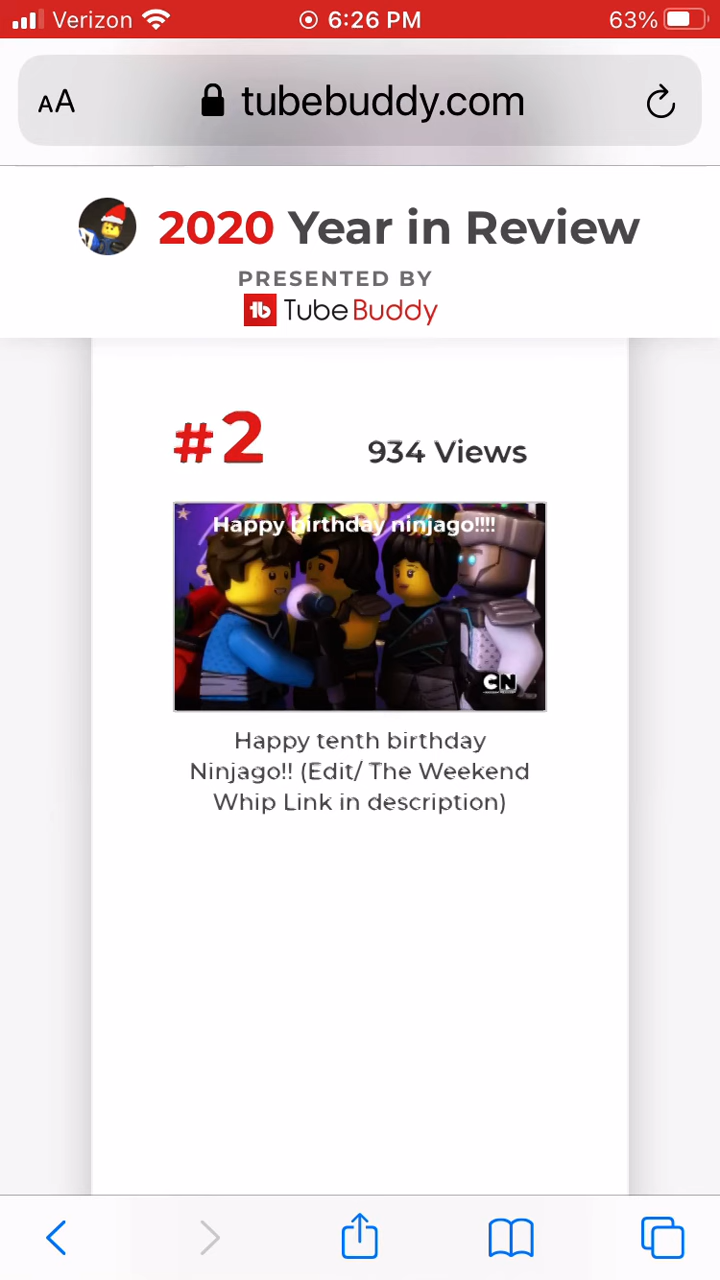 Verizon 6:26 PM 63%
AA tubebuddy.com
2020 Year in Review
PRESENTED BY
tb TubeBuddy
#2 934 Views
Happy birthday ninjago!!!!
CN
Happy tenth birthday
Ninjago!! (Edit/ The Weekend
Whip Link in description)